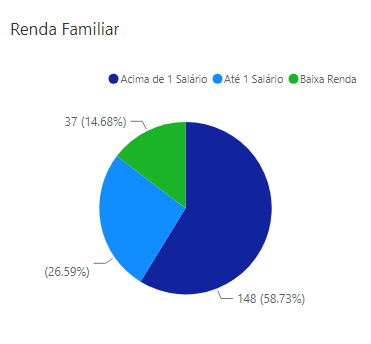 Renda Familiar
Acima de 1 Salário Até 1 Salário Baixa Renda
37 (14.68%)
(26.59%)
148 (58.73%)